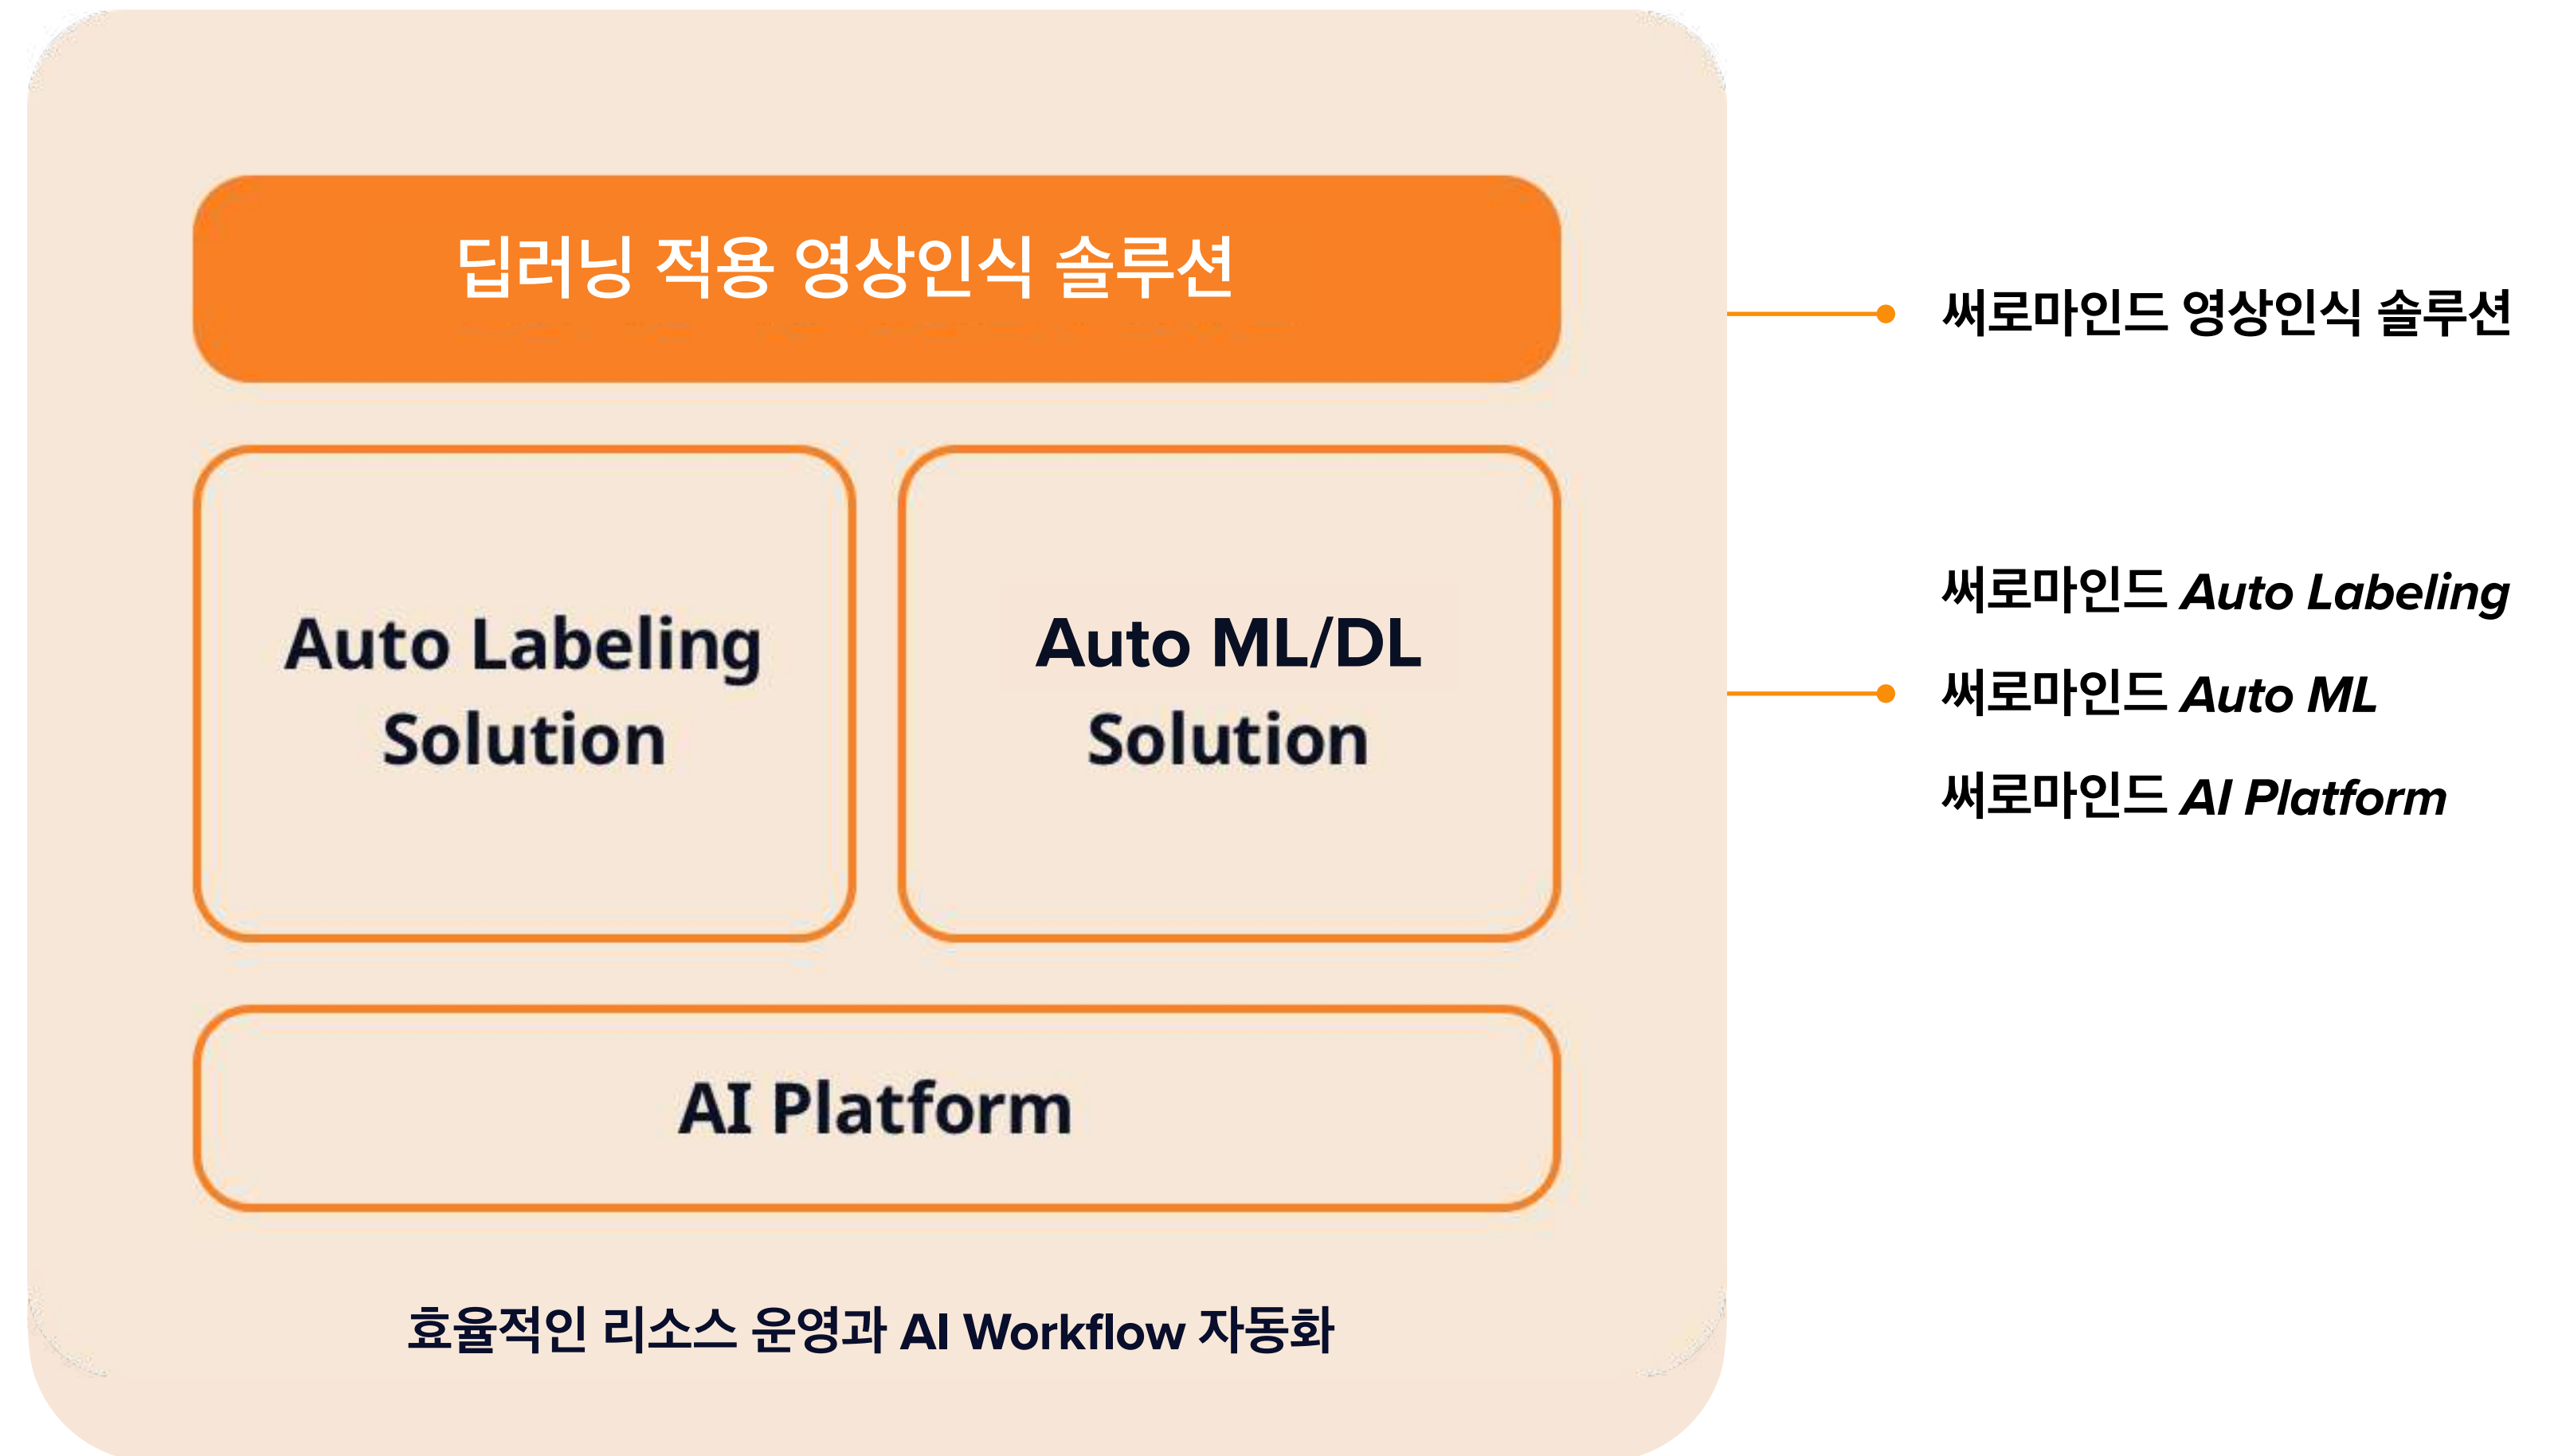 딥러닝 적용 영상인식 솔루션
Auto Labeling
Solution
Auto ML/DL
Solution
AI Platform
효율적인 리소스 운영과 AI Workflow 자동화
써로마인드 영상인식 솔루션
써로마인드 Auto Labeling
써로마인드 Auto ML
써로마인드 AI Platform